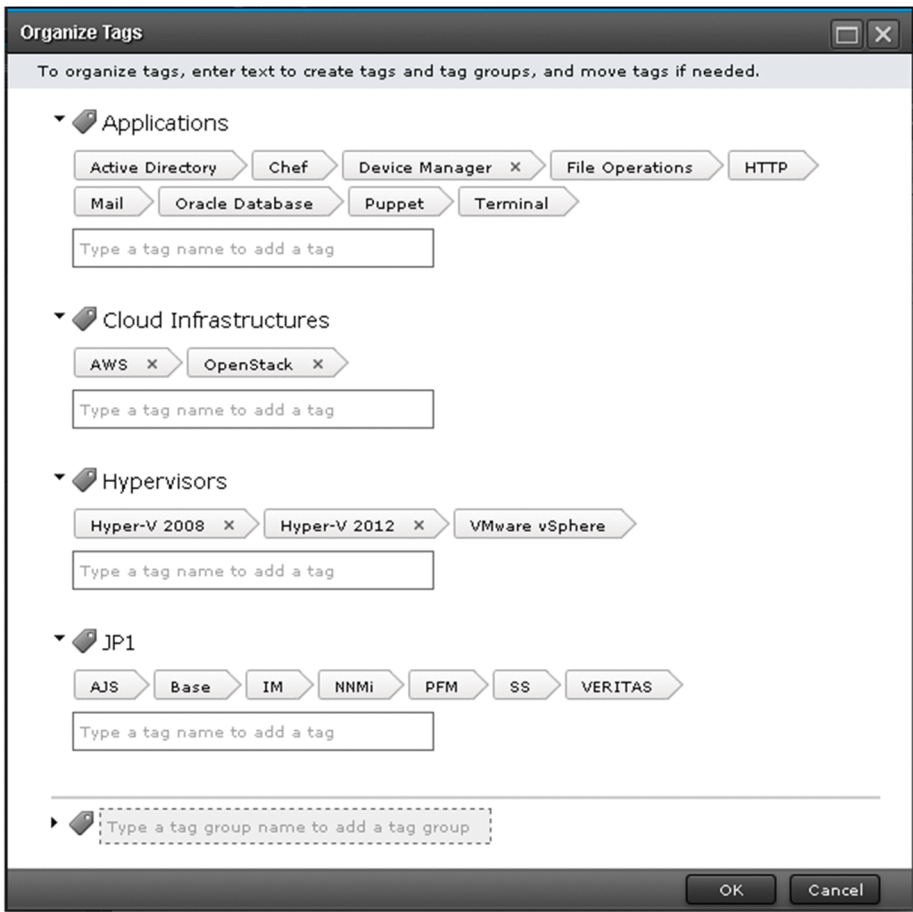 Organize Tags
To organize tags, enter text to create tags and tag groups, and move tags if needed.
Applications
Active Directory Chef Device Manager × File Operations HTTP
Mail Oracle Database Puppet Terminal
Type a tag name to add a tag
Cloud Infrastructures
AWS × OpenStack ×
Type a tag name to add a tag
Hypervisors
Hyper-V 2008 × Hyper-V 2012 × VMware vSphere
Type a tag name to add a tag
JP1
AJS Base IM NNMi PFM SS VERITAS
Type a tag name to add a tag
Type a tag group name to add a tag group
OK Cancel